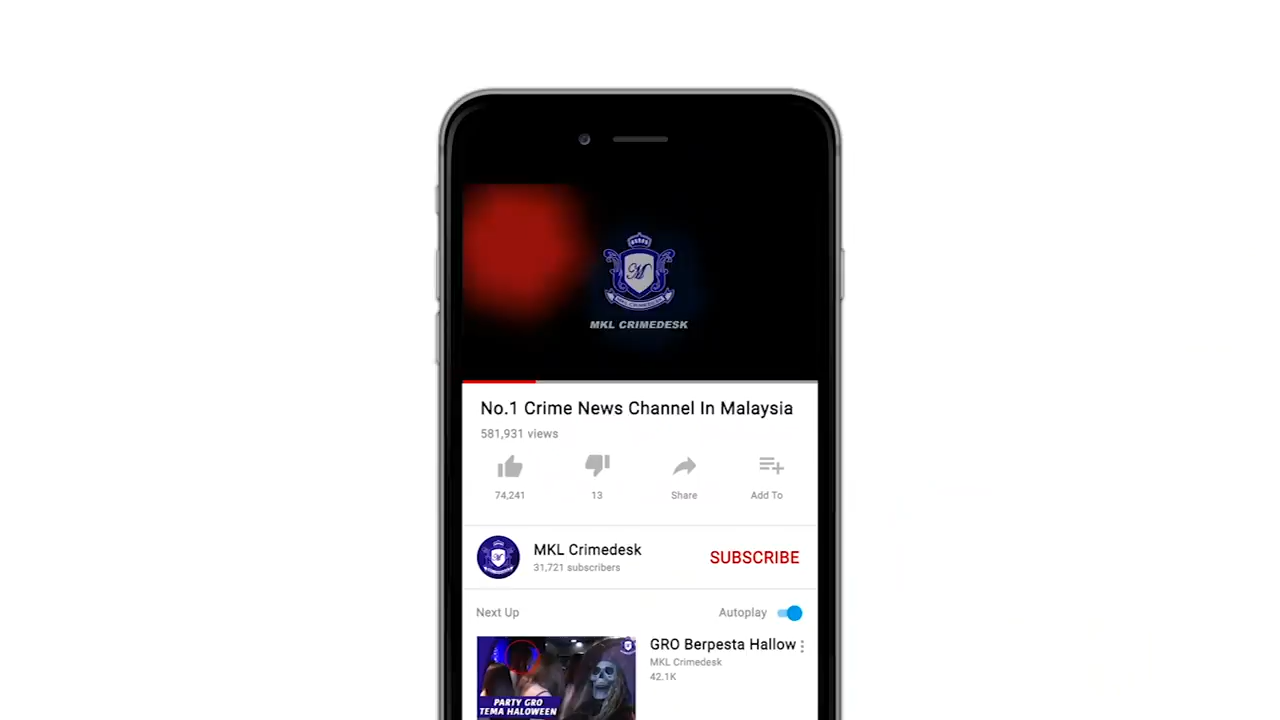 M
MKL CRIMEDESK
MKL CRIMEDESK
No.1 Crime News Channel In Malaysia
581,931 views
74,241
13
Share
Add To
MKL Crimedesk
31,721 subscribers
SUBSCRIBE
Next Up
Autoplay
GRO Berpesta Hallow
MKL Crimedesk
42.1K
PARTY GRO
TEMA HALOWEEN